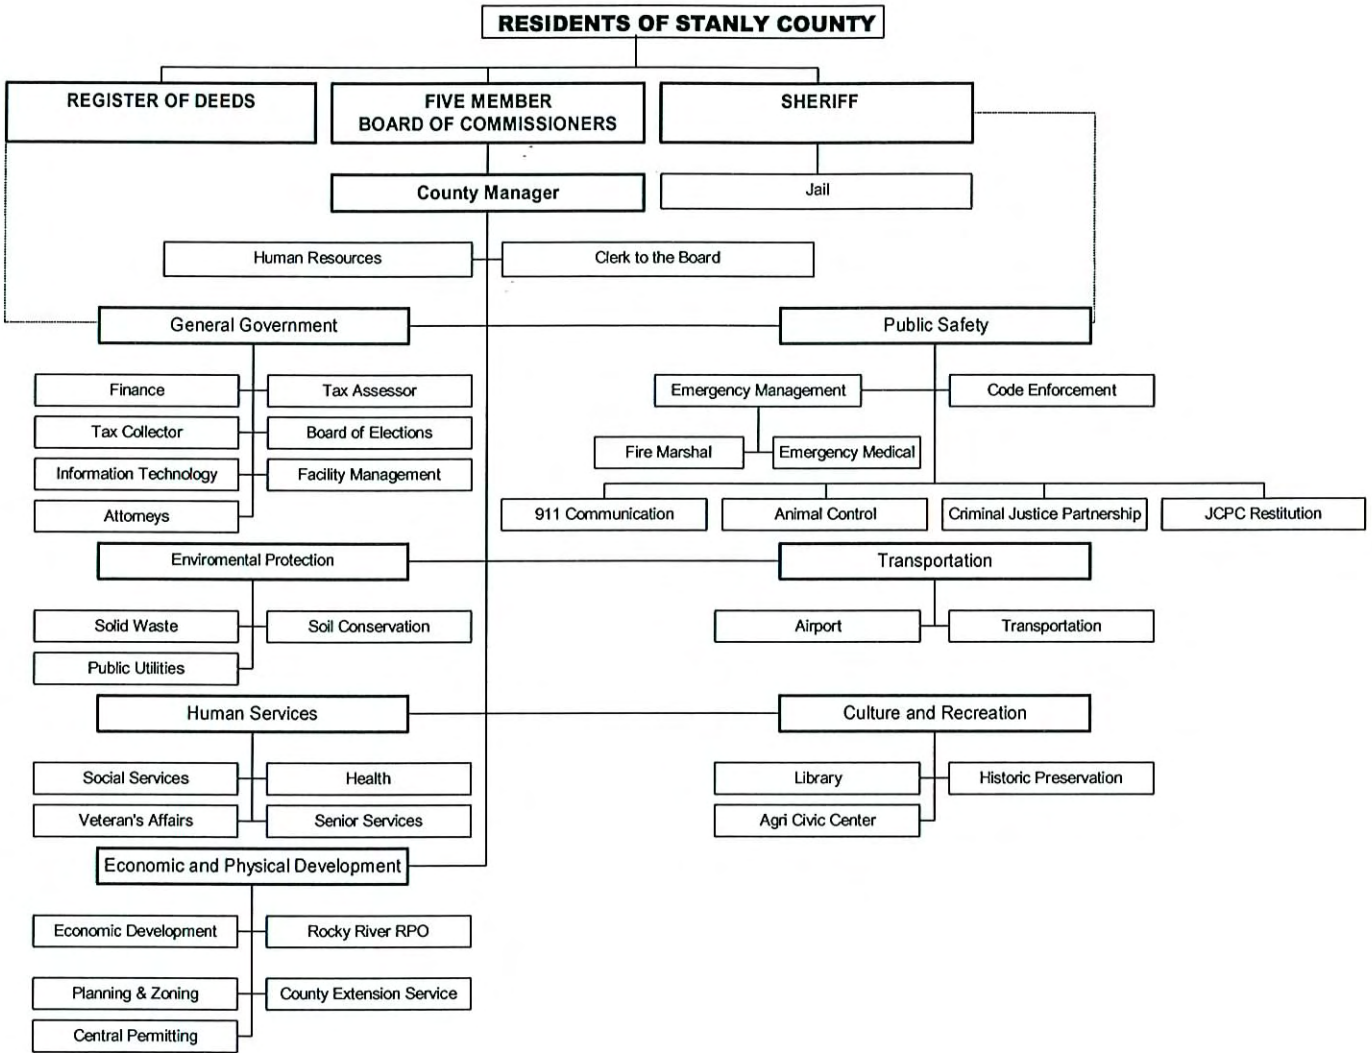 RESIDENTS OF STANLY COUNTY
REGISTER OF DEEDS
FIVE MEMBER
BOARD OF COMMISSIONERS
SHERIFF
County Manager
Jail
Human Resources
Clerk to the Board
General Government
Public Safety
Finance
Tax Assessor
Emergency Management
Code Enforcement
Tax Collector
Board of Elections
Fire Marshal
Emergency Medical
Information Technology
Facility Management
Attorneys
911 Communication
Animal Control
Criminal Justice Partnership
JCPC Restitution
Enviromental Protection
Transportation
Solid Waste
Soil Conservation
Airport
Transportation
Public Utilities
Human Services
Culture and Recreation
Social Services
Health
Library
Historic Preservation
Veteran's Affairs
Senior Services
Agri Civic Center
Economic and Physical Development
Economic Development
Rocky River RPO
Planning & Zoning
County Extension Service
Central Permitting